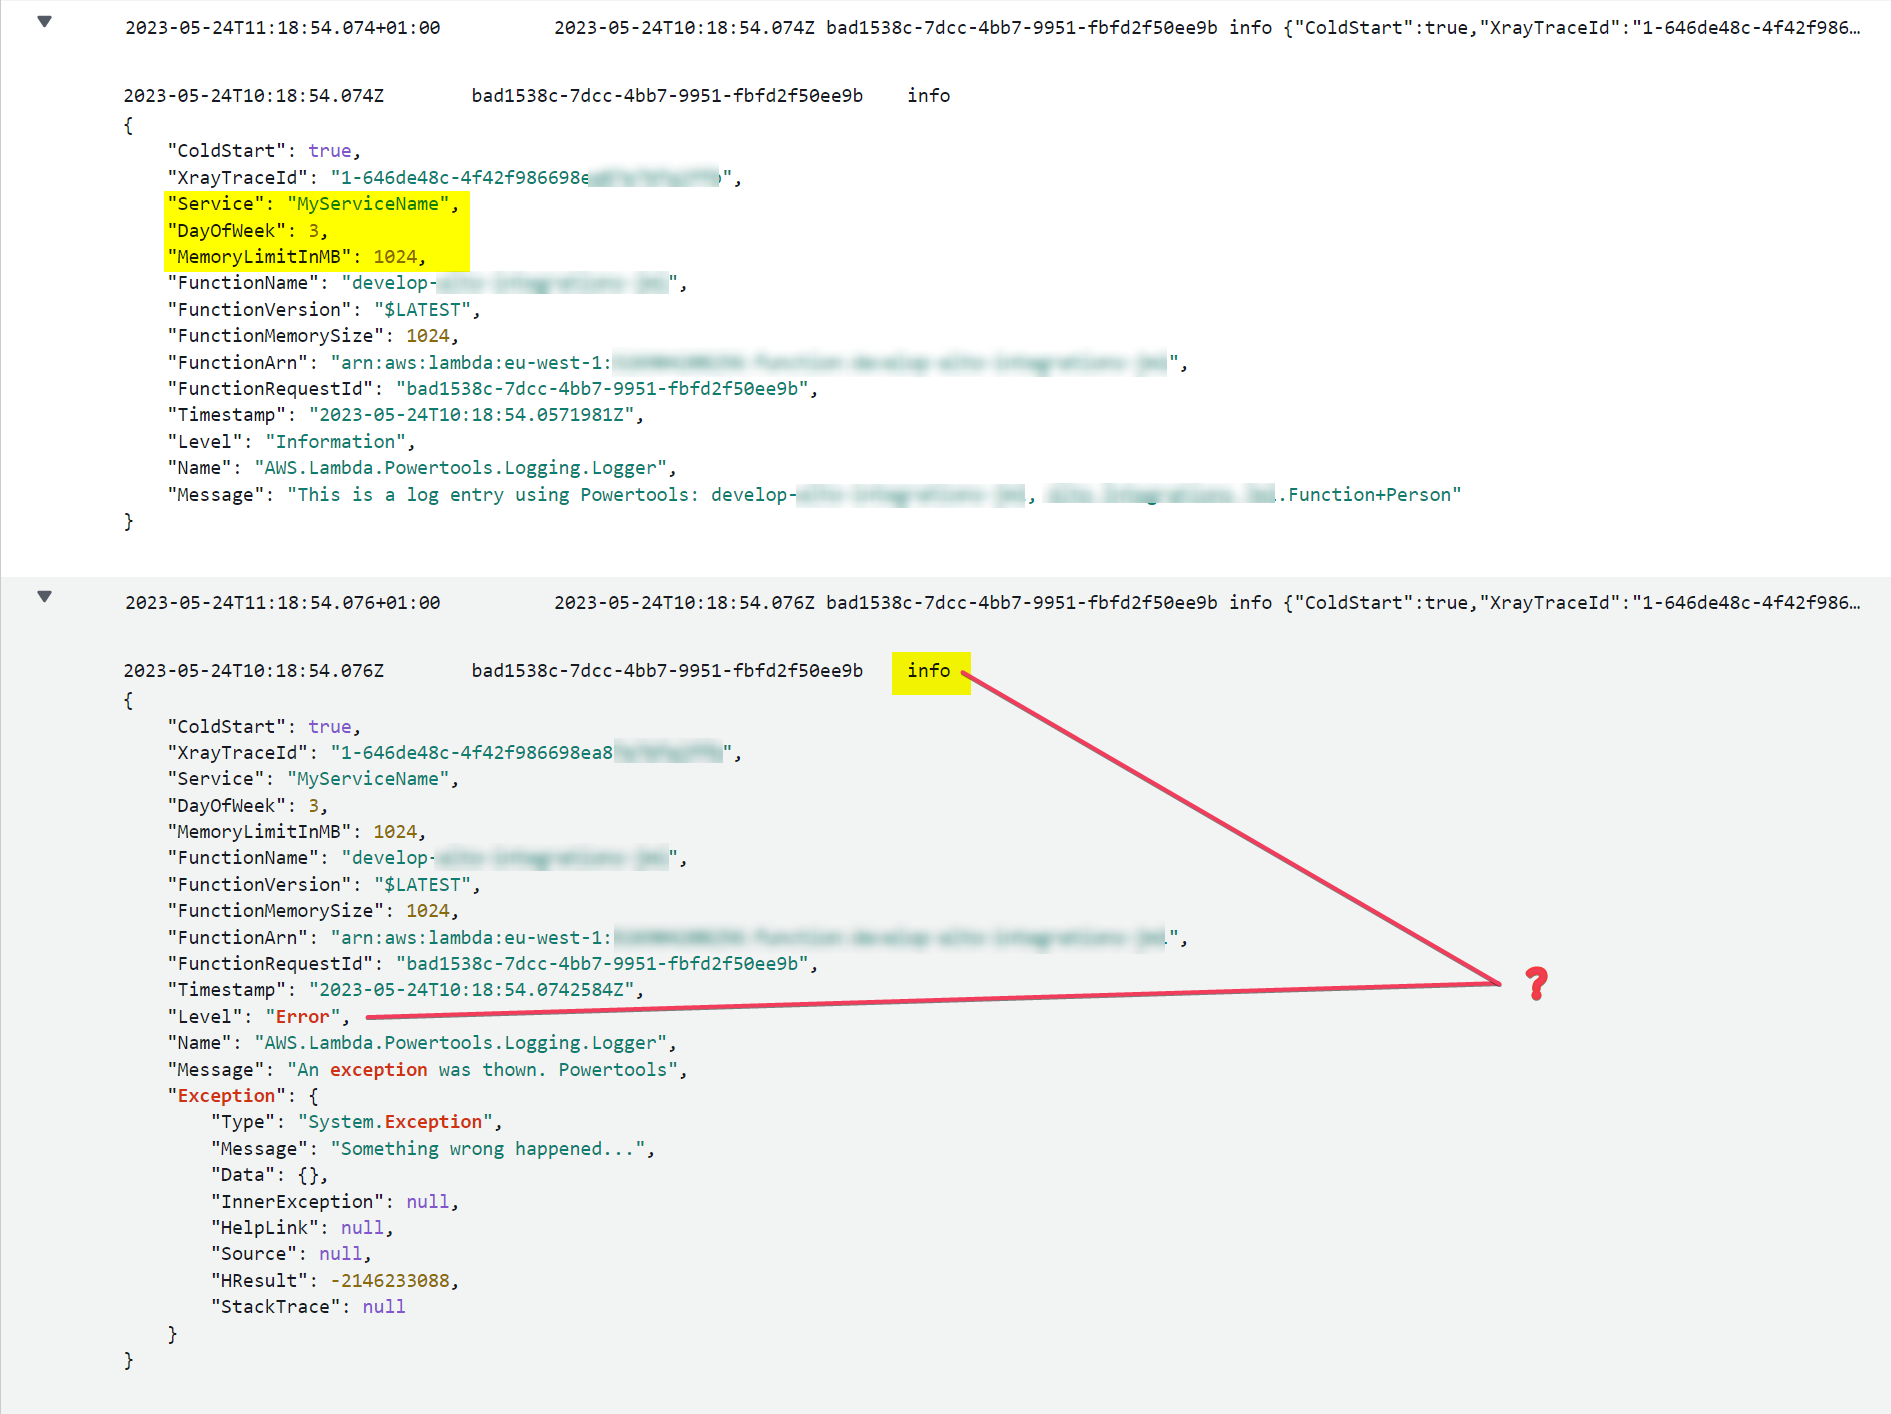 2023-05-24T11:18:54.074+01:00 2023-05-24T10:18:54.074Z bad1538c-7dcc-4bb7-9951-fbfd2f50ee9b info {"ColdStart":true,"XrayTraceId":"1-646de48c-4f42f986…
2023-05-24T10:18:54.074Z bad1538c-7dcc-4bb7-9951-fbfd2f50ee9b info
{
"ColdStart": true,
"XrayTraceId": "1-646de48c-4f42f986698e",
"Service": "MyServiceName",
"DayOfWeek": 3,
"MemoryLimitInMB": 1024,
"FunctionName": "develop-",
"FunctionVersion": "$LATEST",
"FunctionMemorySize": 1024,
"FunctionArn": "arn:aws:lambda:eu-west-1:",
"FunctionRequestId": "bad1538c-7dcc-4bb7-9951-fbfd2f50ee9b",
"Timestamp": "2023-05-24T10:18:54.0571981Z",
"Level": "Information",
"Name": "AWS.Lambda.Powertools.Logging.Logger",
"Message": "This is a log entry using Powertools: develop-, .Function+Person"
}
2023-05-24T11:18:54.076+01:00 2023-05-24T10:18:54.076Z bad1538c-7dcc-4bb7-9951-fbfd2f50ee9b info {"ColdStart":true,"XrayTraceId":"1-646de48c-4f42f986…
2023-05-24T10:18:54.076Z bad1538c-7dcc-4bb7-9951-fbfd2f50ee9b info
{
"ColdStart": true,
"XrayTraceId": "1-646de48c-4f42f986698ea8",
"Service": "MyServiceName",
"DayOfWeek": 3,
"MemoryLimitInMB": 1024,
"FunctionName": "develop-",
"FunctionVersion": "$LATEST",
"FunctionMemorySize": 1024,
"FunctionArn": "arn:aws:lambda:eu-west-1:",
"FunctionRequestId": "bad1538c-7dcc-4bb7-9951-fbfd2f50ee9b",
"Timestamp": "2023-05-24T10:18:54.0742584Z",
"Level": "Error",
?
"Name": "AWS.Lambda.Powertools.Logging.Logger",
"Message": "An exception was thown. Powertools",
"Exception": {
"Type": "System.Exception",
"Message": "Something wrong happened...",
"Data": {},
"InnerException": null,
"HelpLink": null,
"Source": null,
"HResult": -2146233088,
"StackTrace": null
}
}